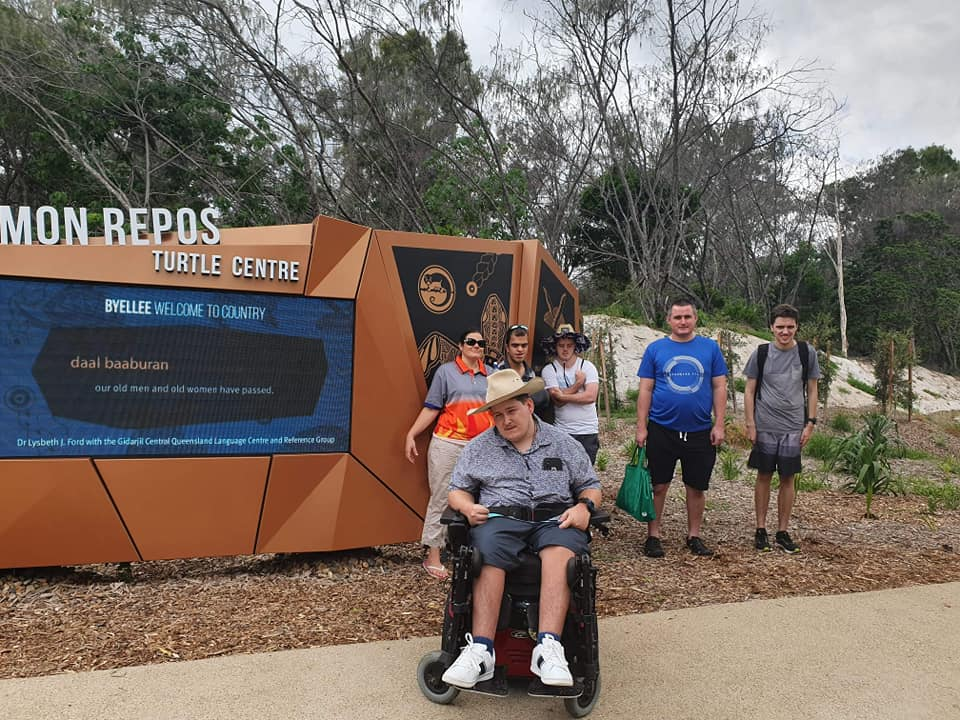 MON REPOS
TURTLE CENTRE
BYELLEE WELCOME TO COUNTRY
daal baaburan
our old men and old women have passed.
Dr Lysbeth J. Ford with the Gidarjil Central Queensland Language Centre and Reference Group